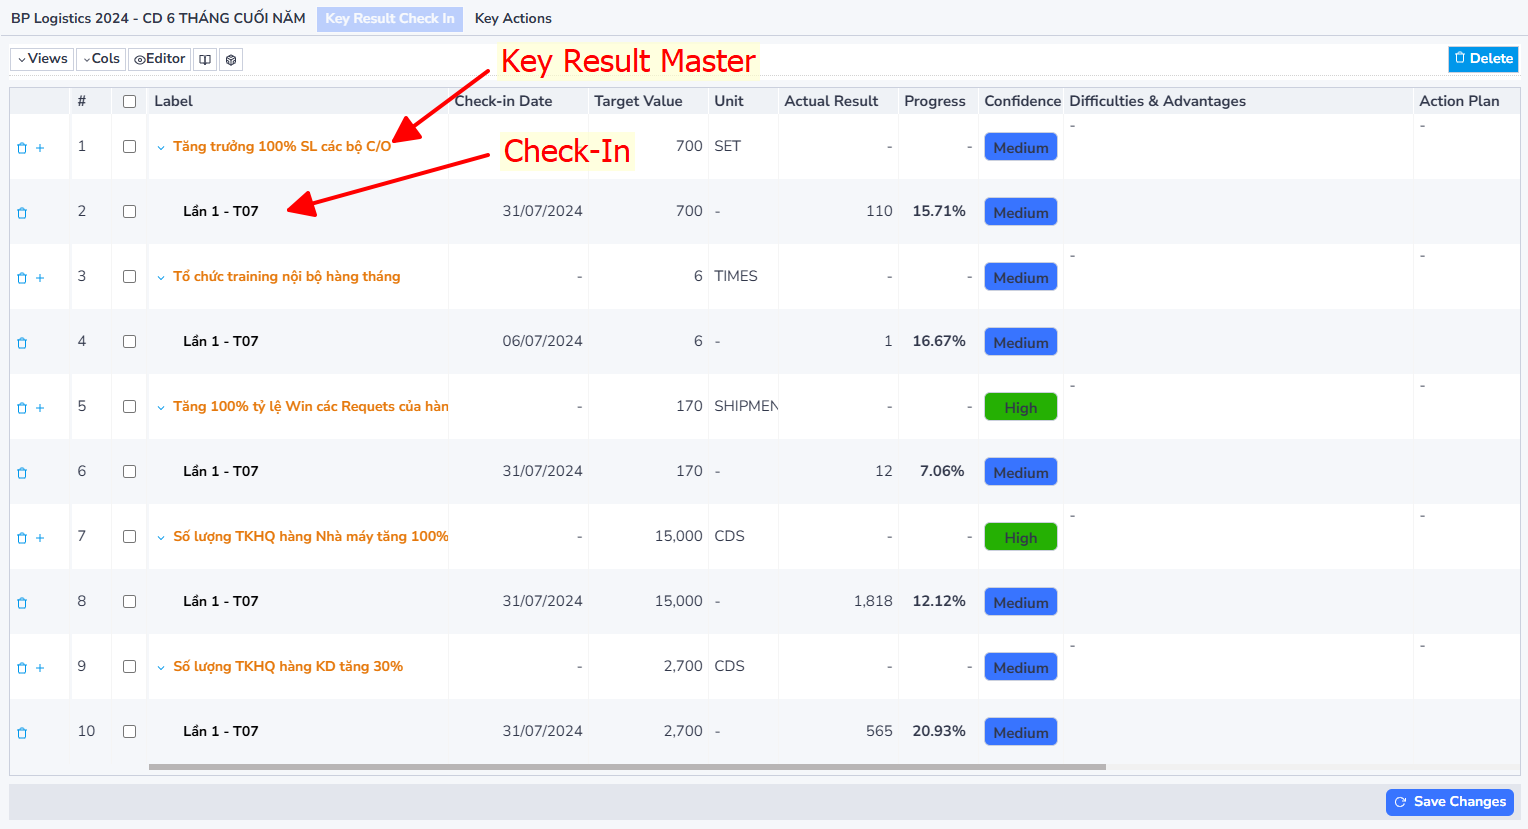 BP Logistics 2024 - CD 6 THÁNG CUỐI NĂM Key Result Check In Key Actions
Views Cols Editor Key Result Master Delete
# Label Check-in Date Target Value Unit Actual Result Progress Confidence Difficulties & Advantages Action Plan
1 Tăng trưởng 100% SL các bộ C/O 700 SET - - Medium - -
Check-In
2 Lần 1 - T07 31/07/2024 700 - 110 15.71% Medium
3 Tổ chức training nội bộ hàng tháng - 6 TIMES - - Medium - -
4 Lần 1 - T07 06/07/2024 6 - 1 16.67% Medium
5 Tăng 100% tỷ lệ Win các Requets của hàn - 170 SHIPMEN - - High - -
6 Lần 1 - T07 31/07/2024 170 - 12 7.06% Medium
7 Số lượng TKHQ hàng Nhà máy tăng 100% - 15,000 CDS - - High - -
8 Lần 1 - T07 31/07/2024 15,000 - 1,818 12.12% Medium
9 Số lượng TKHQ hàng KD tăng 30% - 2,700 CDS - - Medium - -
10 Lần 1 - T07 31/07/2024 2,700 - 565 20.93% Medium
Save Changes